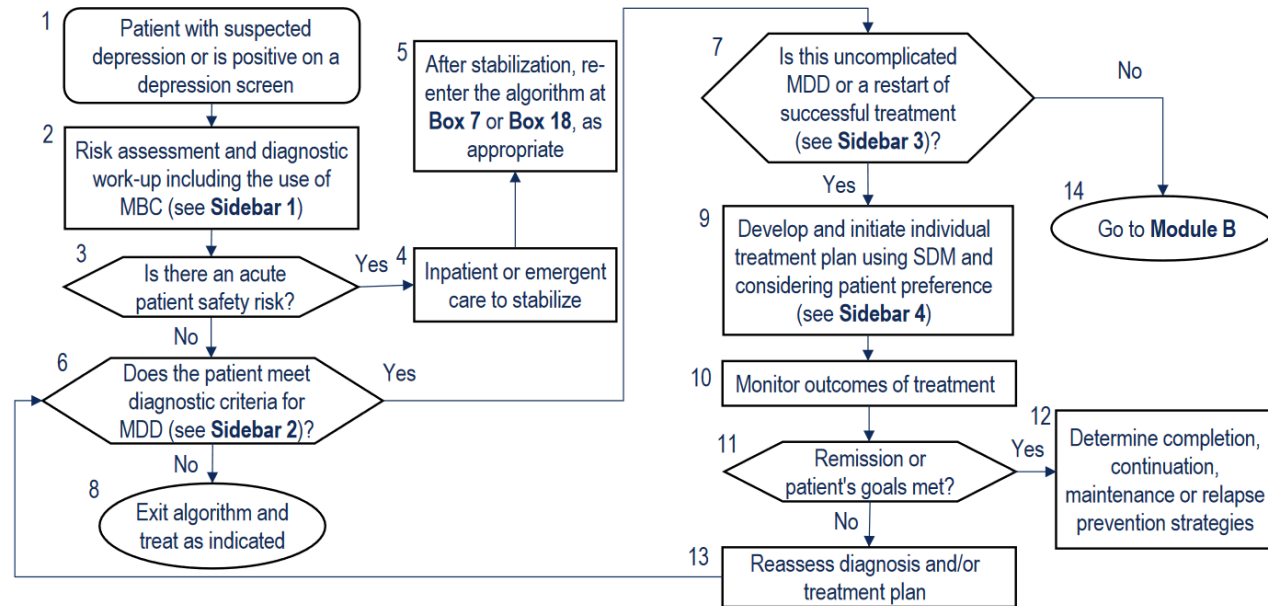 1
Patient with suspected
depression or is positive on a
depression screen
2
Risk assessment and diagnostic
work-up including the use of
MBC (see Sidebar 1)
3
Is there an acute
patient safety risk?
Yes
No
4
Inpatient or emergent
care to stabilize
5
After stabilization, re-
enter the algorithm at
Box 7 or Box 18, as
appropriate
6
Does the patient meet
diagnostic criteria for
MDD (see Sidebar 2)?
Yes
No
8
Exit algorithm and
treat as indicated
7
Is this uncomplicated
MDD or a restart of
successful treatment
(see Sidebar 3)?
No
Yes
14
Go to Module B
9
Develop and initiate individual
treatment plan using SDM and
considering patient preference
(see Sidebar 4)
10
Monitor outcomes of treatment
11
Remission or
patient's goals met?
Yes
No
12
Determine completion,
continuation,
maintenance or relapse
prevention strategies
13
Reassess diagnosis and/or
treatment plan